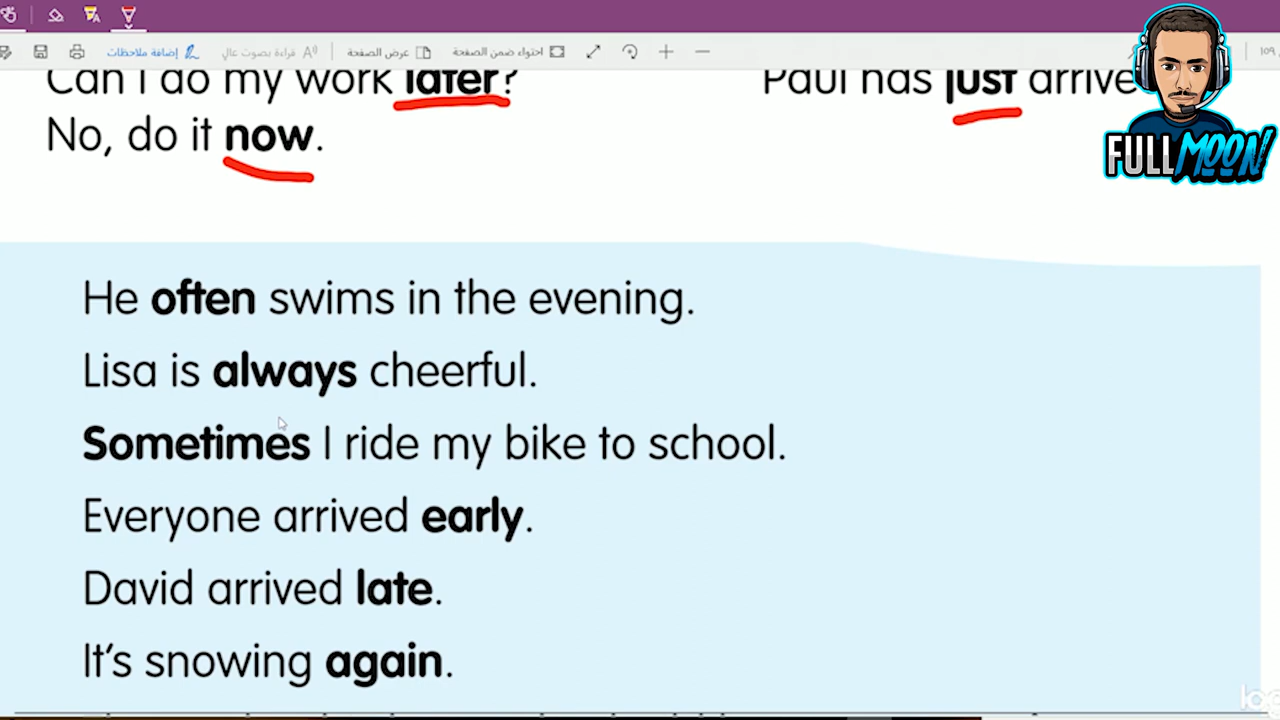 إضافة ملاحظات
قراءة بصوت عالٍ
عرض الصفحة
احتواء ضمن الصفحة
١٥٩
Can I do my work later?
No, do it now.
Paul has just arrive
FULL MOON
He often swims in the evening.
Lisa is always cheerful.
Sometimes I ride my bike to school.
Everyone arrived early.
David arrived late.
It's snowing again.